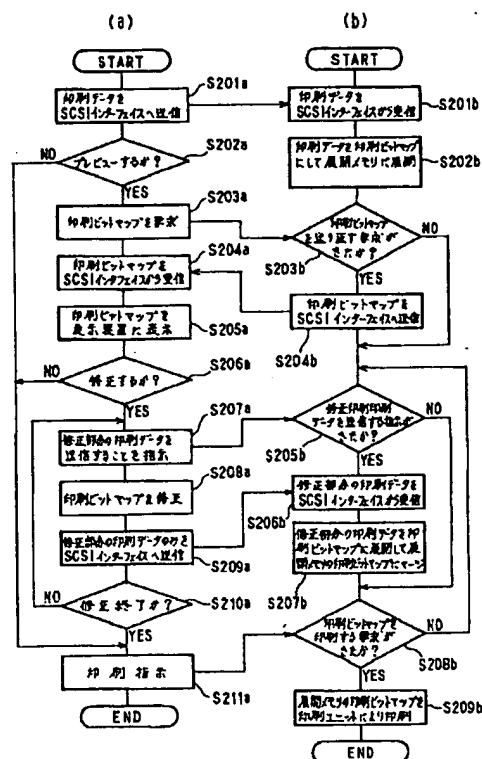 (a)
START
印刷データを
SCSIインターフェイスへ送信
S201a
プレビューするか?
S202a
NO
YES
印刷ビットマップを要求
S203a
印刷ビットマップを
SCSIインタフェイスから受信
S204a
印刷ビットマップを
表示装置に表示
S205a
修正するか?
S206a
NO
YES
修正部分の印刷データを
送信することを指示
S207a
印刷ビットマップを修正
S208a
修正部分の印刷データのみを
SCSIインターフェイスへ送信
S209a
修正終了か?
S210a
NO
YES
印刷指示
S211a
END
(b)
START
印刷データを
SCSIインターフェイスから受信
S201b
印刷データを印刷ビットマップ
にして展開メモリに展開
S202b
印刷ビットマップ
を送り返す要求が
きたか?
S203b
NO
YES
印刷ビットマップを
SCSIインターフェイスへ送信
S204b
修正印刷印刷
データを送信する指示が
きたか?
S205b
NO
YES
修正部分の印刷データを
SCSIインターフェイスから受信
S206b
修正部分の印刷データを印
刷ビットマップに展開して展
開メモリの印刷ビットマップにマージ
S207b
印刷ビットマップを
印刷する要求が
きたか?
S208b
NO
YES
展開メモリの印刷ビットマップを
印刷ユニットにより印刷
S209b
END